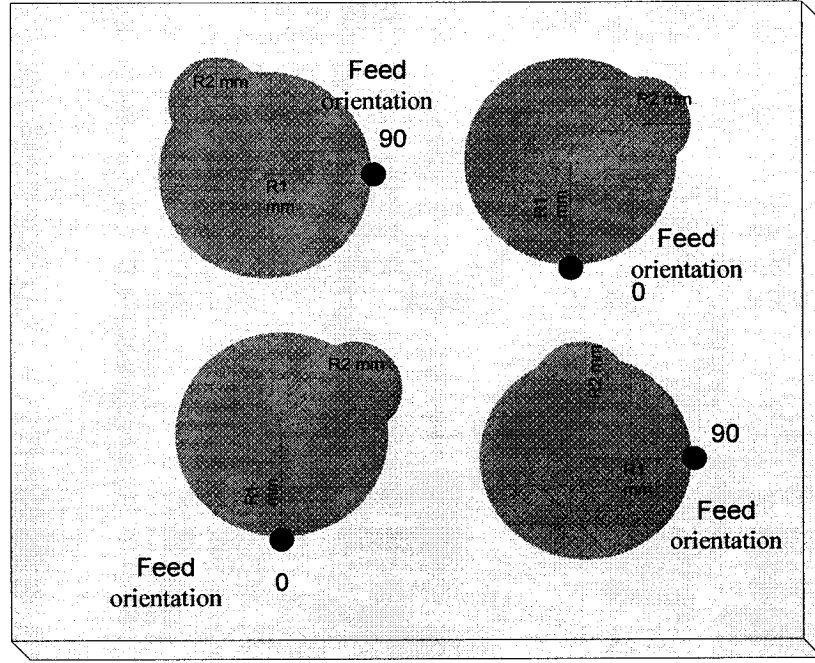 R2 mm
Feed
orientation
90
R1
mm
R2 mm
R1
mm
Feed
orientation
0
R2 mm
R1
mm
Feed
orientation
0
R2 mm
90
R1
mm
Feed
orientation